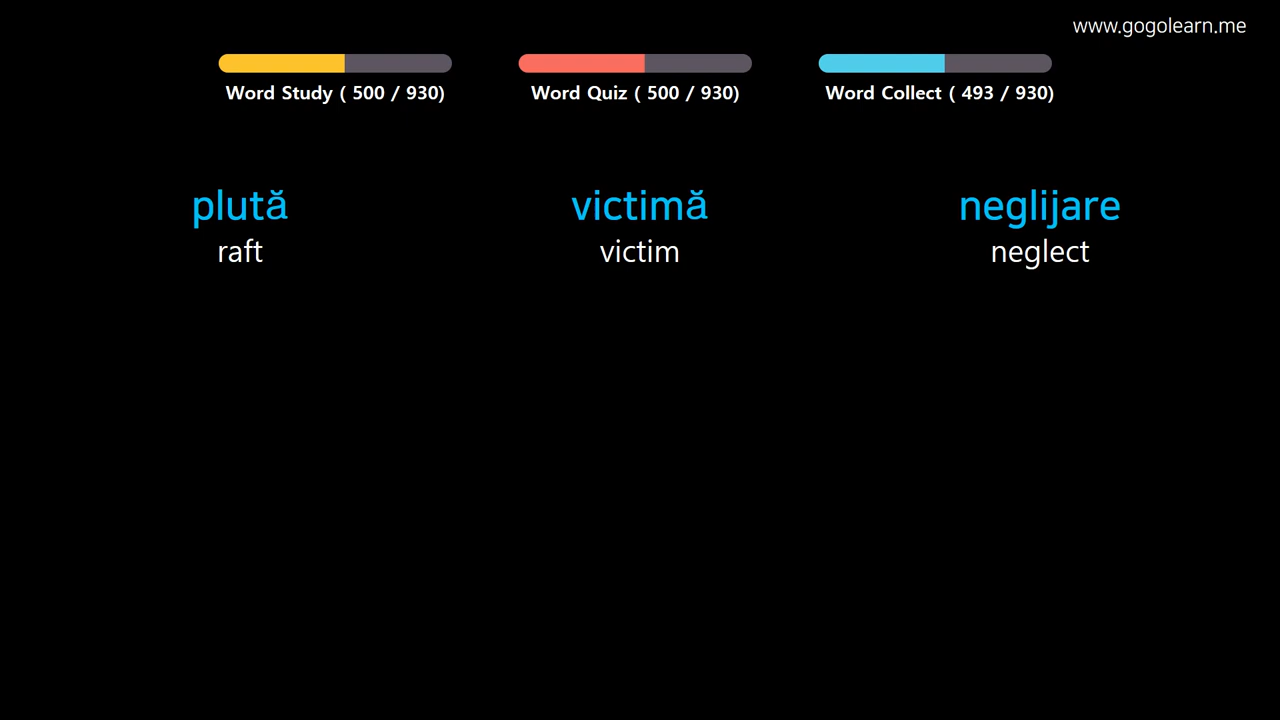 www.gogolearn.me
Word Study ( 500 / 930)
Word Quiz ( 500 / 930)
Word Collect ( 493 / 930)
plută
victimă
neglijare
raft
victim
neglect